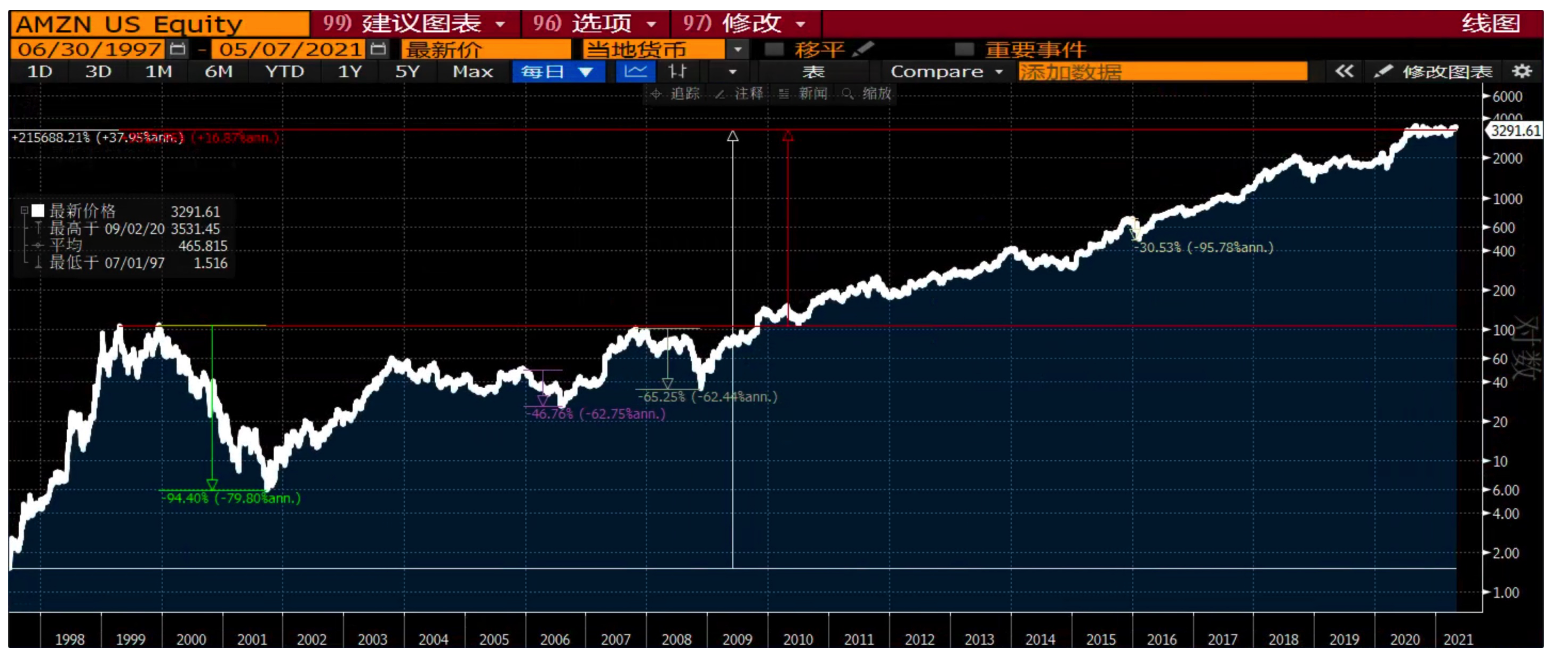 AMZN US Equity 99) 建议图表 96) 选项 97) 修改 线图
06/30/1997 - 05/07/2021 最新价 当地货币 移平 重要事件
1D 3D 1M 6M YTD 1Y 5Y Max 每日 ▼ 表 Compare 添加数据 « 修改图表
追踪 注释 新闻 缩放
6000
4000
3291.61
+215688.21% (+37.95%ann.) (+16.87%ann.)
2000
最新价格 3291.61
最高于 09/02/20 3531.45
平均 465.815
最低于 07/01/97 1.516
1000
600
400
-30.53% (-95.78%ann.)
200
100
对数
60
40
-65.25% (-62.44%ann.)
-46.76% (-62.75%ann.)
20
10
6.00
-94.40% (-79.80%ann.)
4.00
2.00
1.00
1998 1999 2000 2001 2002 2003 2004 2005 2006 2007 2008 2009 2010 2011 2012 2013 2014 2015 2016 2017 2018 2019 2020 2021